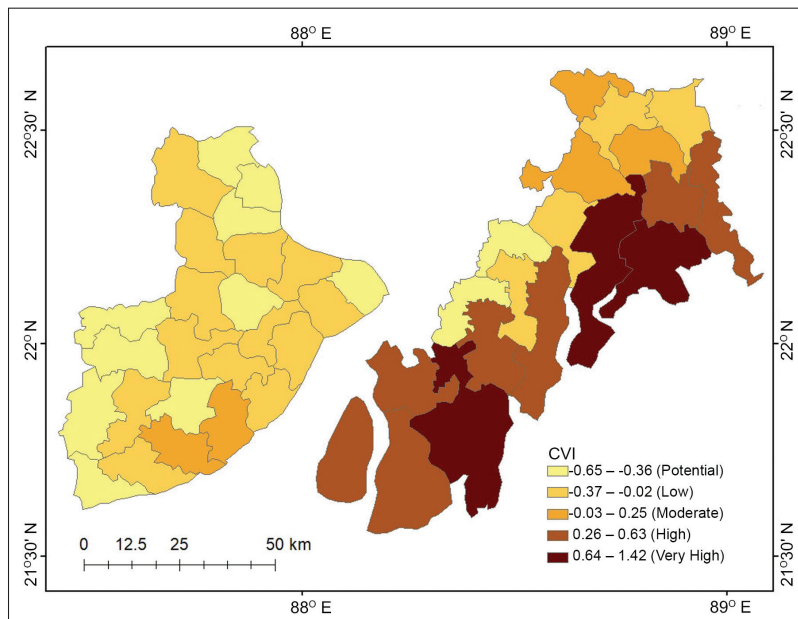 88° E
89° E
22°30' N
22°30' N
22° N
22° N
21°30' N
21°30' N
CVI
-0.65 – -0.36 (Potential)
-0.37 – -0.02 (Low)
-0.03 – 0.25 (Moderate)
0.26 – 0.63 (High)
0.64 – 1.42 (Very High)
0 12.5 25 50 km
88° E
89° E